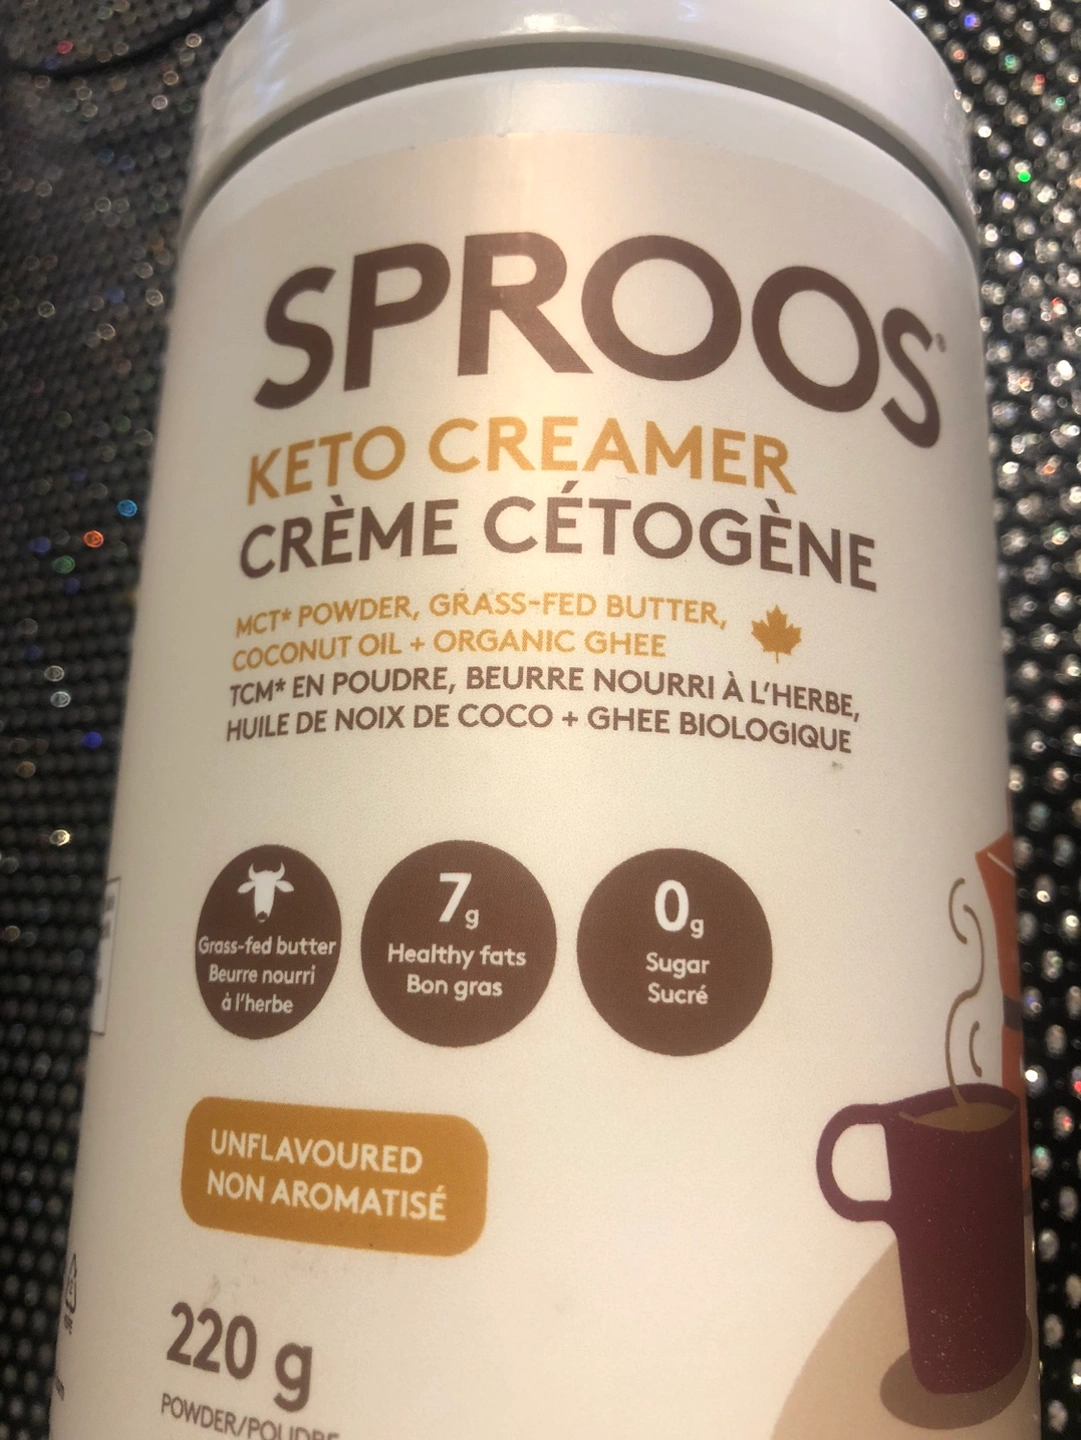 SPROOS®
KETO CREAMER
CRÈME CÉTOGÈNE
MCT* POWDER, GRASS-FED BUTTER,
COCONUT OIL + ORGANIC GHEE
TCM* EN POUDRE, BEURRE NOURRI À L'HERBE,
HUILE DE NOIX DE COCO + GHEE BIOLOGIQUE
Grass-fed butter
Beurre nourri
à l'herbe
7g
Healthy fats
Bon gras
0g
Sugar
Sucré
UNFLAVOURED
NON AROMATISÉ
220 g
POWDER/POUDRE